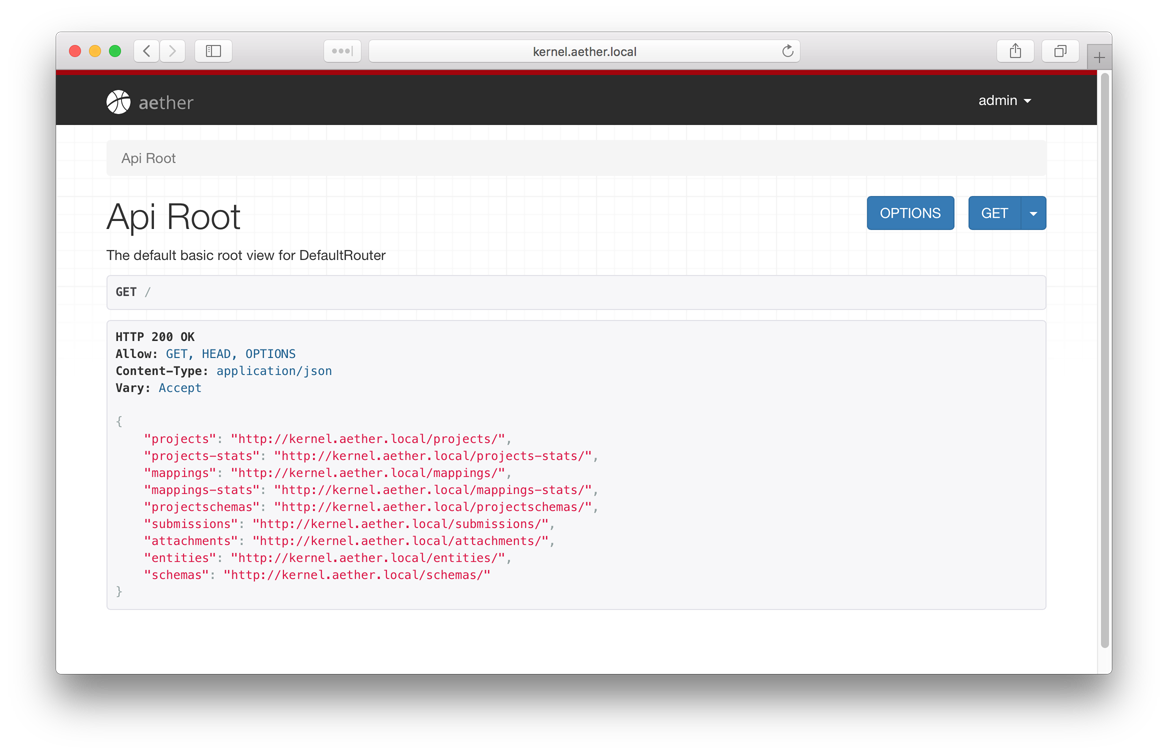 kernel.aether.local
aether
admin
Api Root
Api Root
OPTIONS
GET
The default basic root view for DefaultRouter
GET /
HTTP 200 OK
Allow: GET, HEAD, OPTIONS
Content-Type: application/json
Vary: Accept
{
    "projects": "http://kernel.aether.local/projects/",
    "projects-stats": "http://kernel.aether.local/projects-stats/",
    "mappings": "http://kernel.aether.local/mappings/",
    "mappings-stats": "http://kernel.aether.local/mappings-stats/",
    "projectschemas": "http://kernel.aether.local/projectschemas/",
    "submissions": "http://kernel.aether.local/submissions/",
    "attachments": "http://kernel.aether.local/attachments/",
    "entities": "http://kernel.aether.local/entities/",
    "schemas": "http://kernel.aether.local/schemas/"
}